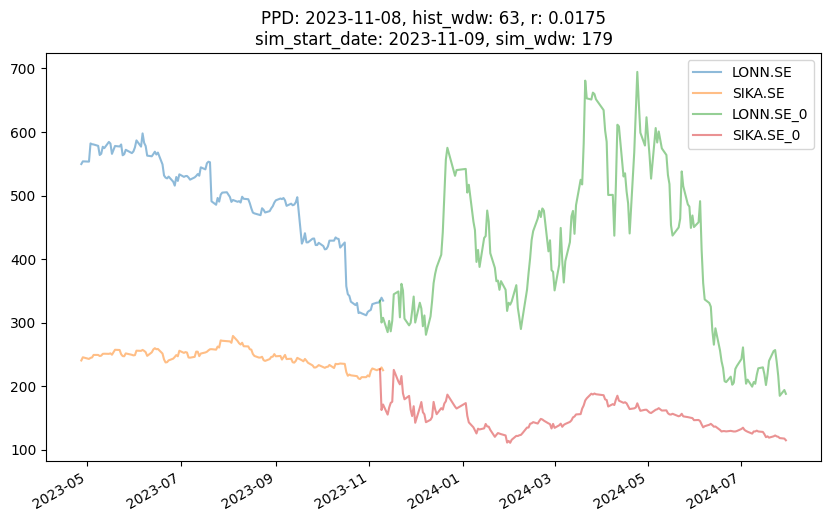 PPD: 2023-11-08, hist_wdw: 63, r: 0.0175
sim_start_date: 2023-11-09, sim_wdw: 179
LONN.SE
SIKA.SE
LONN.SE_0
SIKA.SE_0
700
600
500
400
300
200
100
2023-05
2023-07
2023-09
2023-11
2024-01
2024-03
2024-05
2024-07